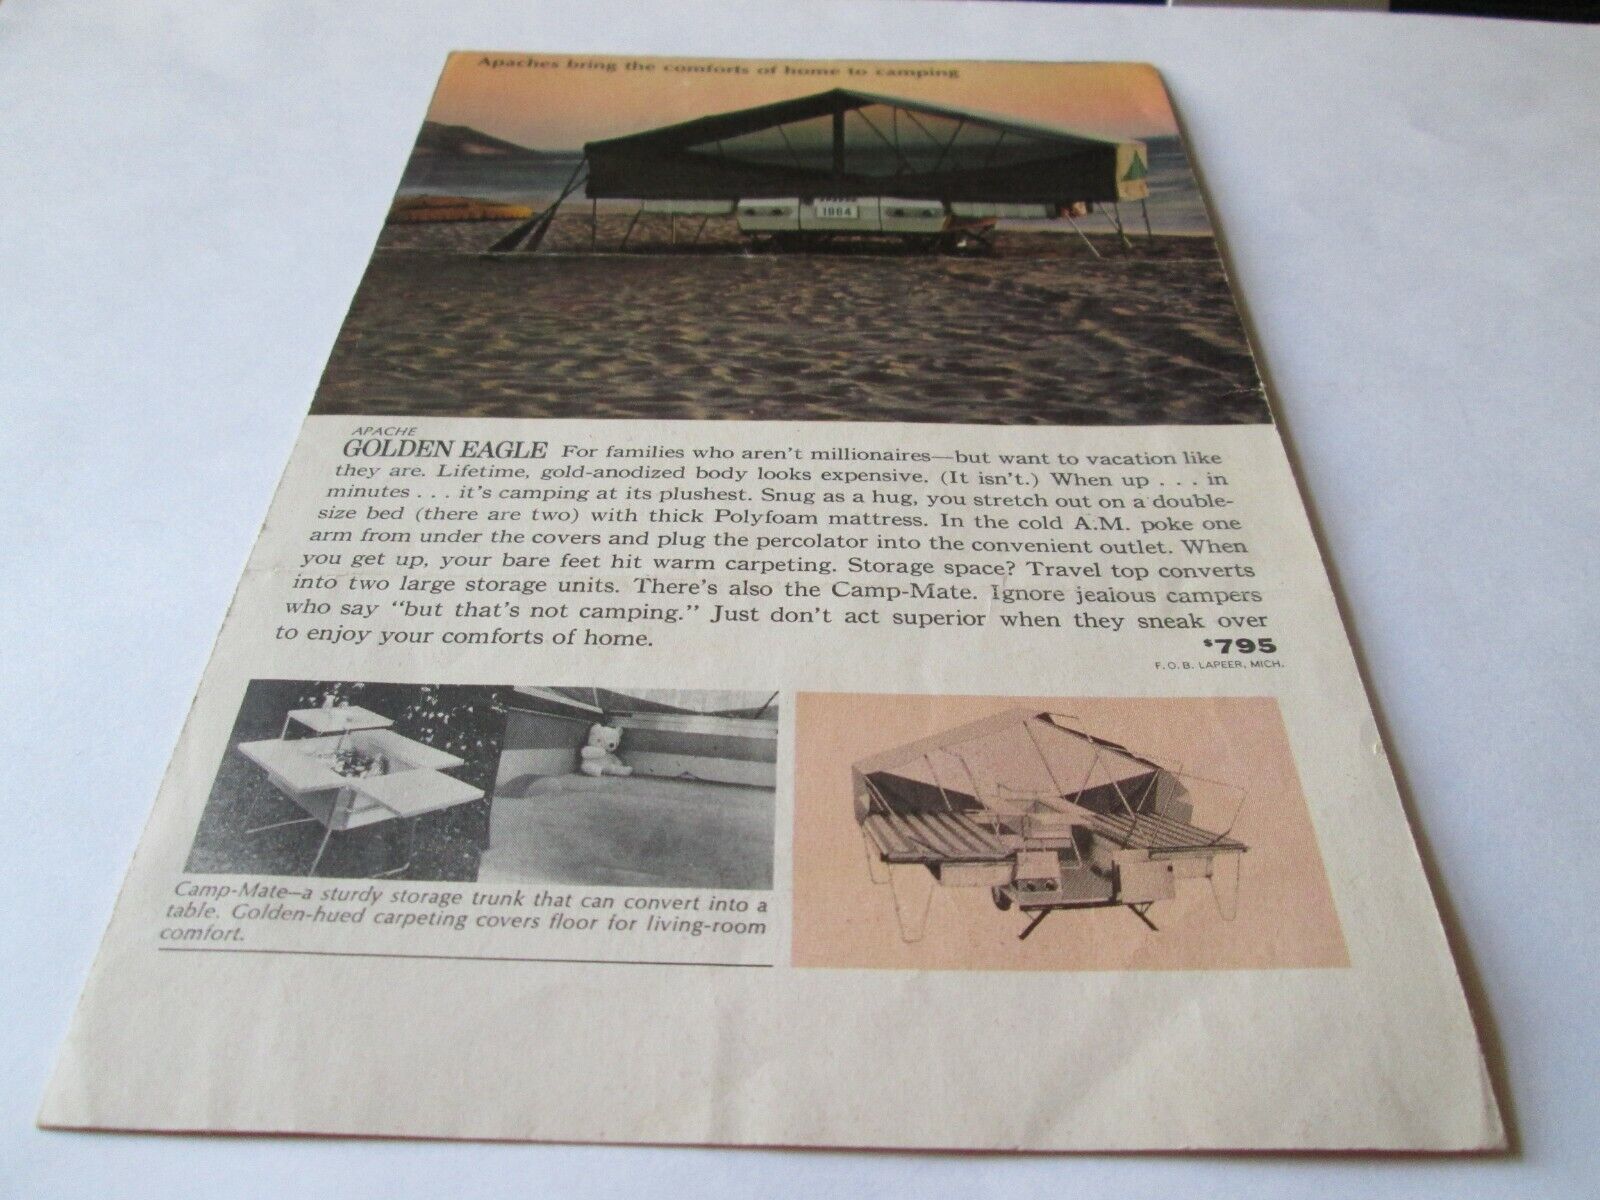 Apaches bring the comforts of home to camping
1964
APACHE
GOLDEN EAGLE For families who aren't millionaires—but want to vacation like
they are. Lifetime, gold-anodized body looks expensive. (It isn't.) When up . . . in
minutes . . . it's camping at its plushest. Snug as a hug, you stretch out on a double-
size bed (there are two) with thick Polyfoam mattress. In the cold A.M. poke one
arm from under the covers and plug the percolator into the convenient outlet. When
you get up, your bare feet hit warm carpeting. Storage space? Travel top converts
into two large storage units. There's also the Camp-Mate. Ignore jealous campers
who say "but that's not camping." Just don't act superior when they sneak over
to enjoy your comforts of home.
$795
F.O.B. LAPEER, MICH.
Camp-Mate—a sturdy storage trunk that can convert into a
table. Golden-hued carpeting covers floor for living-room
comfort.